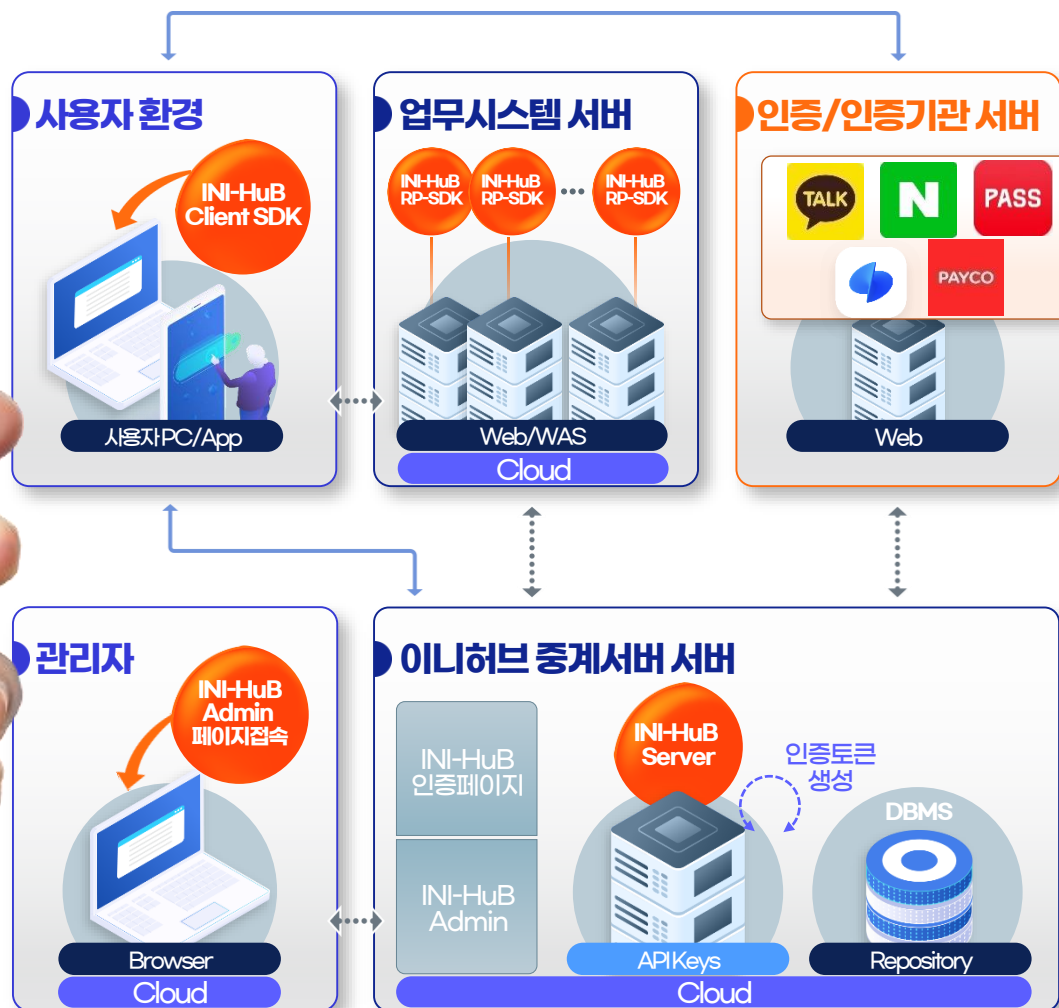 사용자 환경
INI-HuB
Client SDK
사용자PC/App
업무시스템 서버
INI-HuB
RP-SDK
INI-HuB
RP-SDK
INI-HuB
RP-SDK
Web/WAS
Cloud
인증/인증기관 서버
TALK
N
PASS
PAYCO
Web
관리자
INI-HuB
Admin
페이지접속
Browser
Cloud
이니허브 중계서버 서버
INI-HuB
인증페이지
INI-HuB
Admin
INI-HuB
Server
인증토큰
생성
API Keys
DBMS
Repository
Cloud